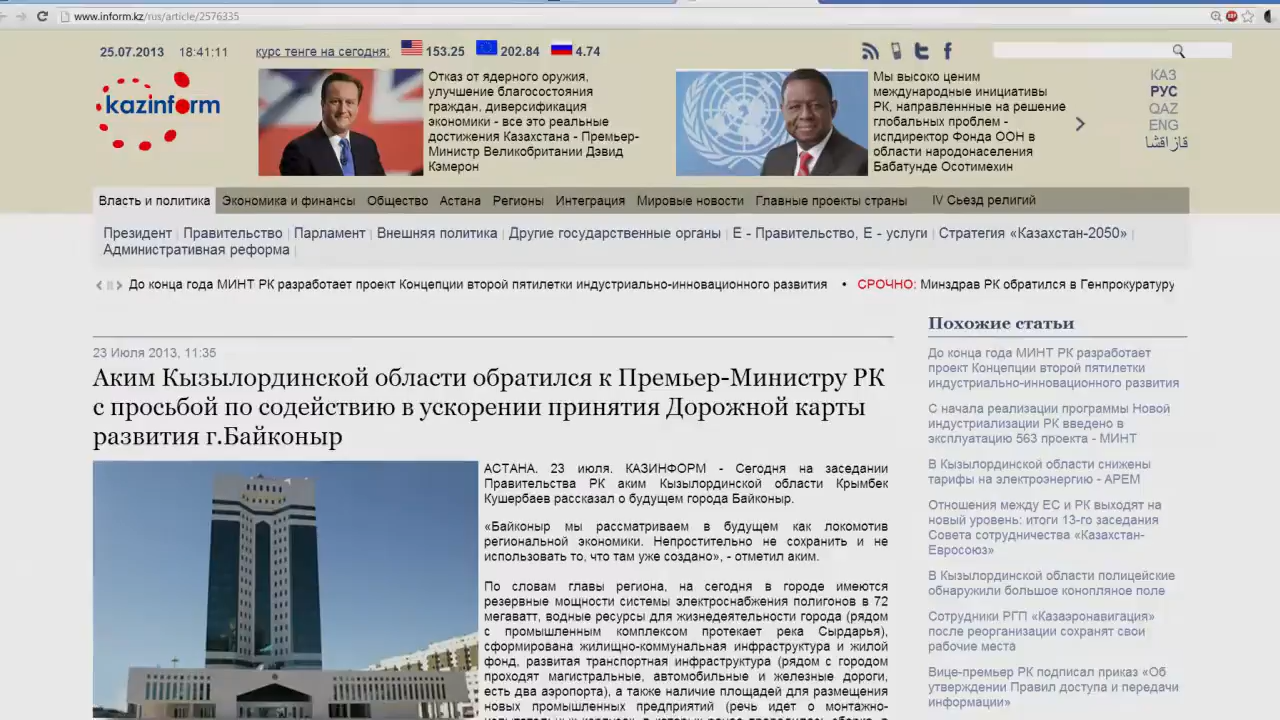 www.inform.kz/rus/article/2576335
25.07.2013 18:41:11 курс тенге на сегодня: 153.25 202.84 4.74
kazinform
Отказ от ядерного оружия,
улучшение благосостояния
граждан, диверсификация
экономики - все это реальные
достижения Казахстана - Премьер-
Министр Великобритании Дэвид
Кэмерон
Мы высоко ценим
международные инициативы
РК, направленнные на решение
глобальных проблем -
испдиректор Фонда ООН в
области народонаселения
Бабатунде Осотимехин
ҚАЗ
РУС
QAZ
ENG
قازاقشا
Власть и политика Экономика и финансы Общество Астана Регионы Интеграция Мировые новости Главные проекты страны IV Сьезд религий
Президент | Правительство | Парламент | Внешняя политика | Другие государственные органы | Е - Правительство, Е - услуги | Стратегия «Казахстан-2050» |
Административная реформа |
До конца года МИНТ РК разработает проект Концепции второй пятилетки индустриально-инновационного развития • СРОЧНО: Минздрав РК обратился в Генпрокуратуру
23 Июля 2013, 11:35
Аким Кызылординской области обратился к Премьер-Министру РК
с просьбой по содействию в ускорении принятия Дорожной карты
развития г.Байконыр
АСТАНА. 23 июля. КАЗИНФОРМ - Сегодня на заседании
Правительства РК аким Кызылординской области Крымбек
Кушербаев рассказал о будущем города Байконыр.
«Байконыр мы рассматриваем в будущем как локомотив
региональной экономики. Непростительно не сохранить и не
использовать то, что там уже создано», - отметил аким.
По словам главы региона, на сегодня в городе имеются
резервные мощности системы электроснабжения полигонов в 72
мегаватт, водные ресурсы для жизнедеятельности города (рядом
с промышленным комплексом протекает река Сырдарья),
сформирована жилищно-коммунальная инфраструктура и жилой
фонд, развитая транспортная инфраструктура (рядом с городом
проходят магистральные, автомобильные и железные дороги,
есть два аэропорта), а также наличие площадей для размещения
новых промышленных предприятий (речь идет о монтажно-
Похожие статьи
До конца года МИНТ РК разработает
проект Концепции второй пятилетки
индустриально-инновационного развития
С начала реализации программы Новой
индустриализации РК введено в
эксплуатацию 563 проекта - МИНТ
В Кызылординской области снижены
тарифы на электроэнергию - АРЕМ
Отношения между ЕС и РК выходят на
новый уровень: итоги 13-го заседания
Совета сотрудничества «Казахстан-
Евросоюз»
В Кызылординской области полицейские
обнаружили большое конопляное поле
Сотрудники РГП «Казаэронавигация»
после реорганизации сохранят свои
рабочие места
Вице-премьер РК подписал приказ «Об
утверждении Правил доступа и передачи
информации»